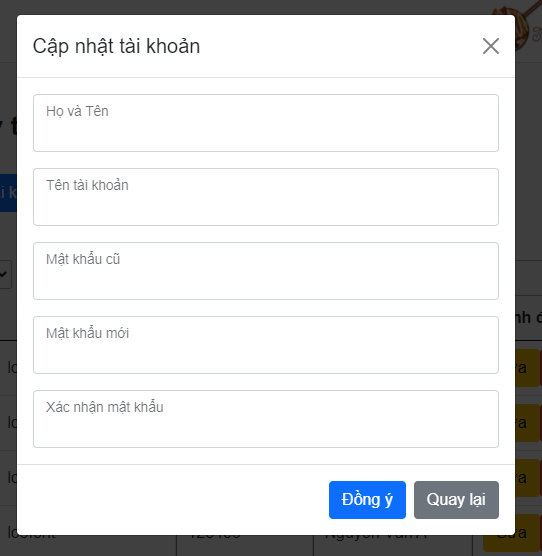 Cập nhật tài khoản
Họ và Tên
Tên tài khoản
Mật khẩu cũ
Mật khẩu mới
Xác nhận mật khẩu
Đồng ý
Quay lại